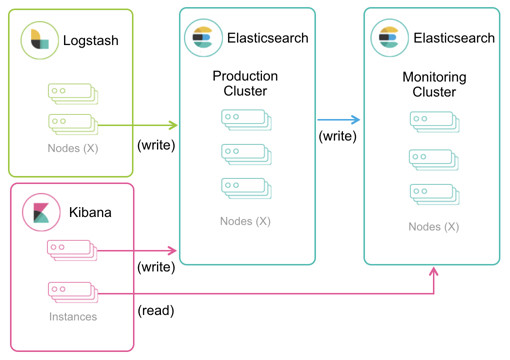 Logstash
Nodes (X)
(write)
Elasticsearch
Production
Cluster
Nodes (X)
(write)
Elasticsearch
Monitoring
Cluster
Nodes (X)
Kibana
(write)
Instances
(read)